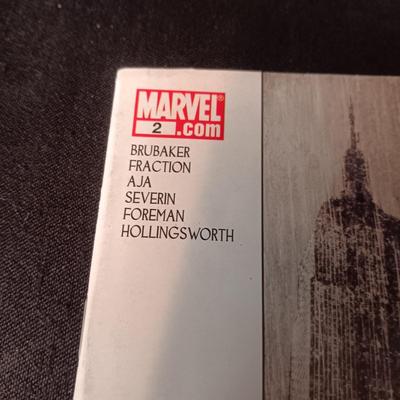 MARVEL®
2 .com
BRUBAKER
FRACTION
AJA
SEVERIN
FOREMAN
HOLLINGSWORTH